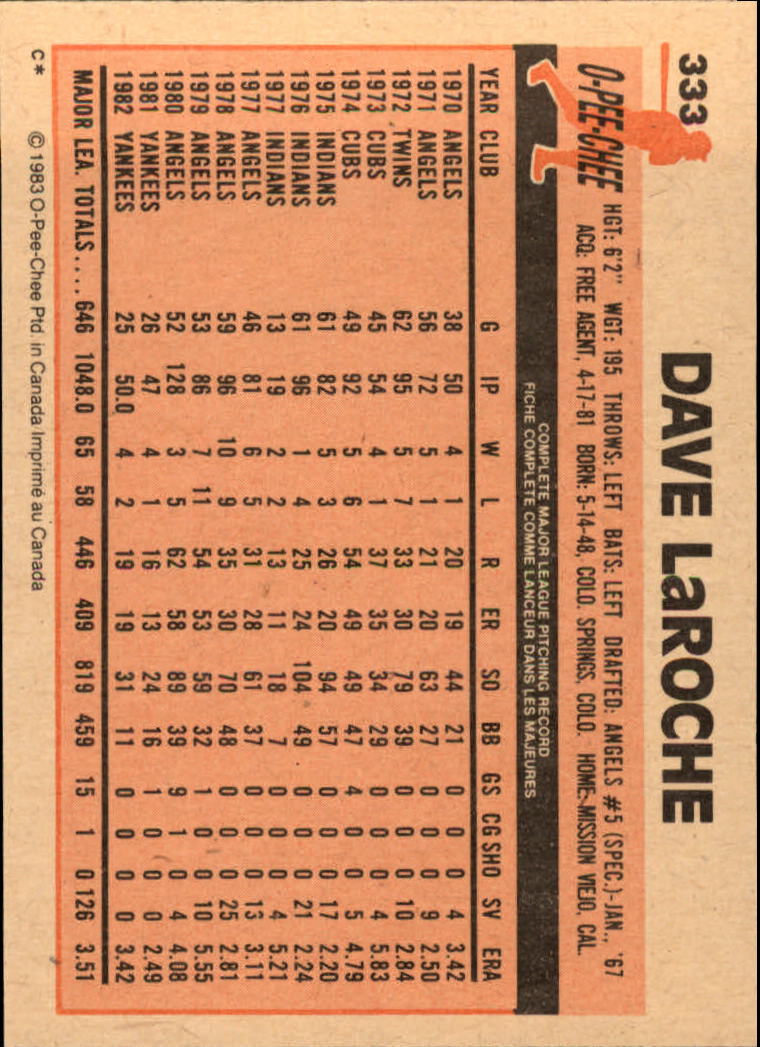 333
DAVE LaROCHE
O-PEE-CHEE
HGT: 6'2" WGT: 195 THROWS: LEFT BATS: LEFT DRAFTED: ANGELS #5 (SPEC.)-JAN., '67
ACQ: FREE AGENT, 4-17-81 BORN: 5-14-48, COLO. SPRINGS, COLO. HOME: MISSION VIEJO, CAL.
COMPLETE MAJOR LEAGUE PITCHING RECORD
FICHE COMPLETE COMME LANCEUR DANS LES MAJEURES
YEAR CLUB G IP W L R ER SO BB GS CG SHO SV ERA
1970 ANGELS 38 50 4 1 20 19 44 21 0 0 0 4 3.42
1971 ANGELS 56 72 5 1 21 20 63 27 0 0 0 9 2.50
1972 TWINS 62 95 5 7 33 30 79 39 0 0 0 10 2.84
1973 CUBS 45 54 4 1 37 35 34 29 0 0 0 4 5.83
1974 CUBS 49 92 5 6 54 49 49 47 4 0 0 5 4.79
1975 INDIANS 61 82 5 3 26 20 94 57 0 0 0 17 2.20
1976 INDIANS 61 96 1 4 25 24 104 49 0 0 0 21 2.24
1977 INDIANS 13 19 2 2 13 11 18 7 0 0 0 4 5.21
1977 ANGELS 46 81 6 5 31 28 61 37 0 0 0 13 3.11
1978 ANGELS 59 96 10 9 35 30 70 48 0 0 0 25 2.81
1979 ANGELS 53 86 7 11 54 53 59 32 1 0 0 10 5.55
1980 ANGELS 52 128 3 5 62 58 89 39 9 1 0 4 4.08
1981 YANKEES 26 47 4 1 16 13 24 16 1 0 0 0 2.49
1982 YANKEES 25 50.0 4 2 19 19 31 11 0 0 0 0 3.42
MAJOR LEA. TOTALS.... 646 1048.0 65 58 446 409 819 459 15 1 0 126 3.51
C* © 1983 O-Pee-Chee Ptd. in Canada Imprimé au Canada